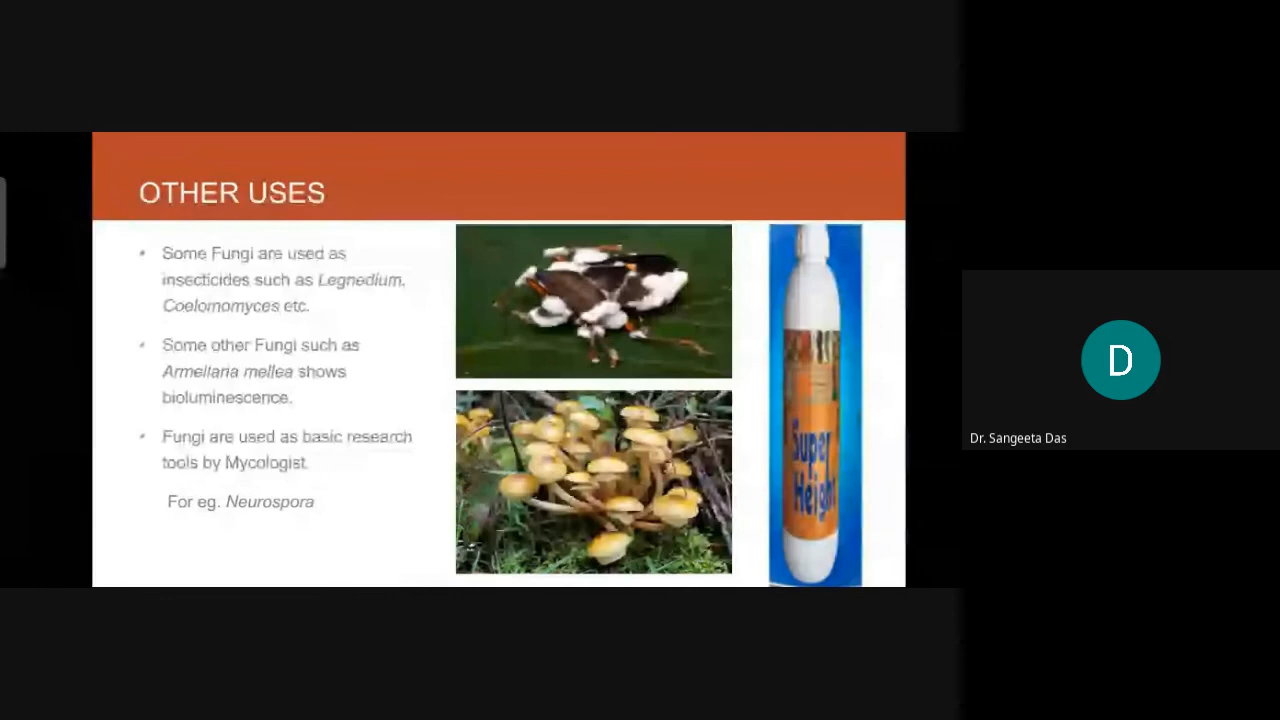 OTHER USES
• Some Fungi are used as
insecticides such as Legnedium,
Coelomomyces etc.
• Some other Fungi such as
Armellaria mellea shows
bioluminescence.
• Fungi are used as basic research
tools by Mycologist
For eg. Neurospora
Super
Height
D
Dr. Sangeeta Das